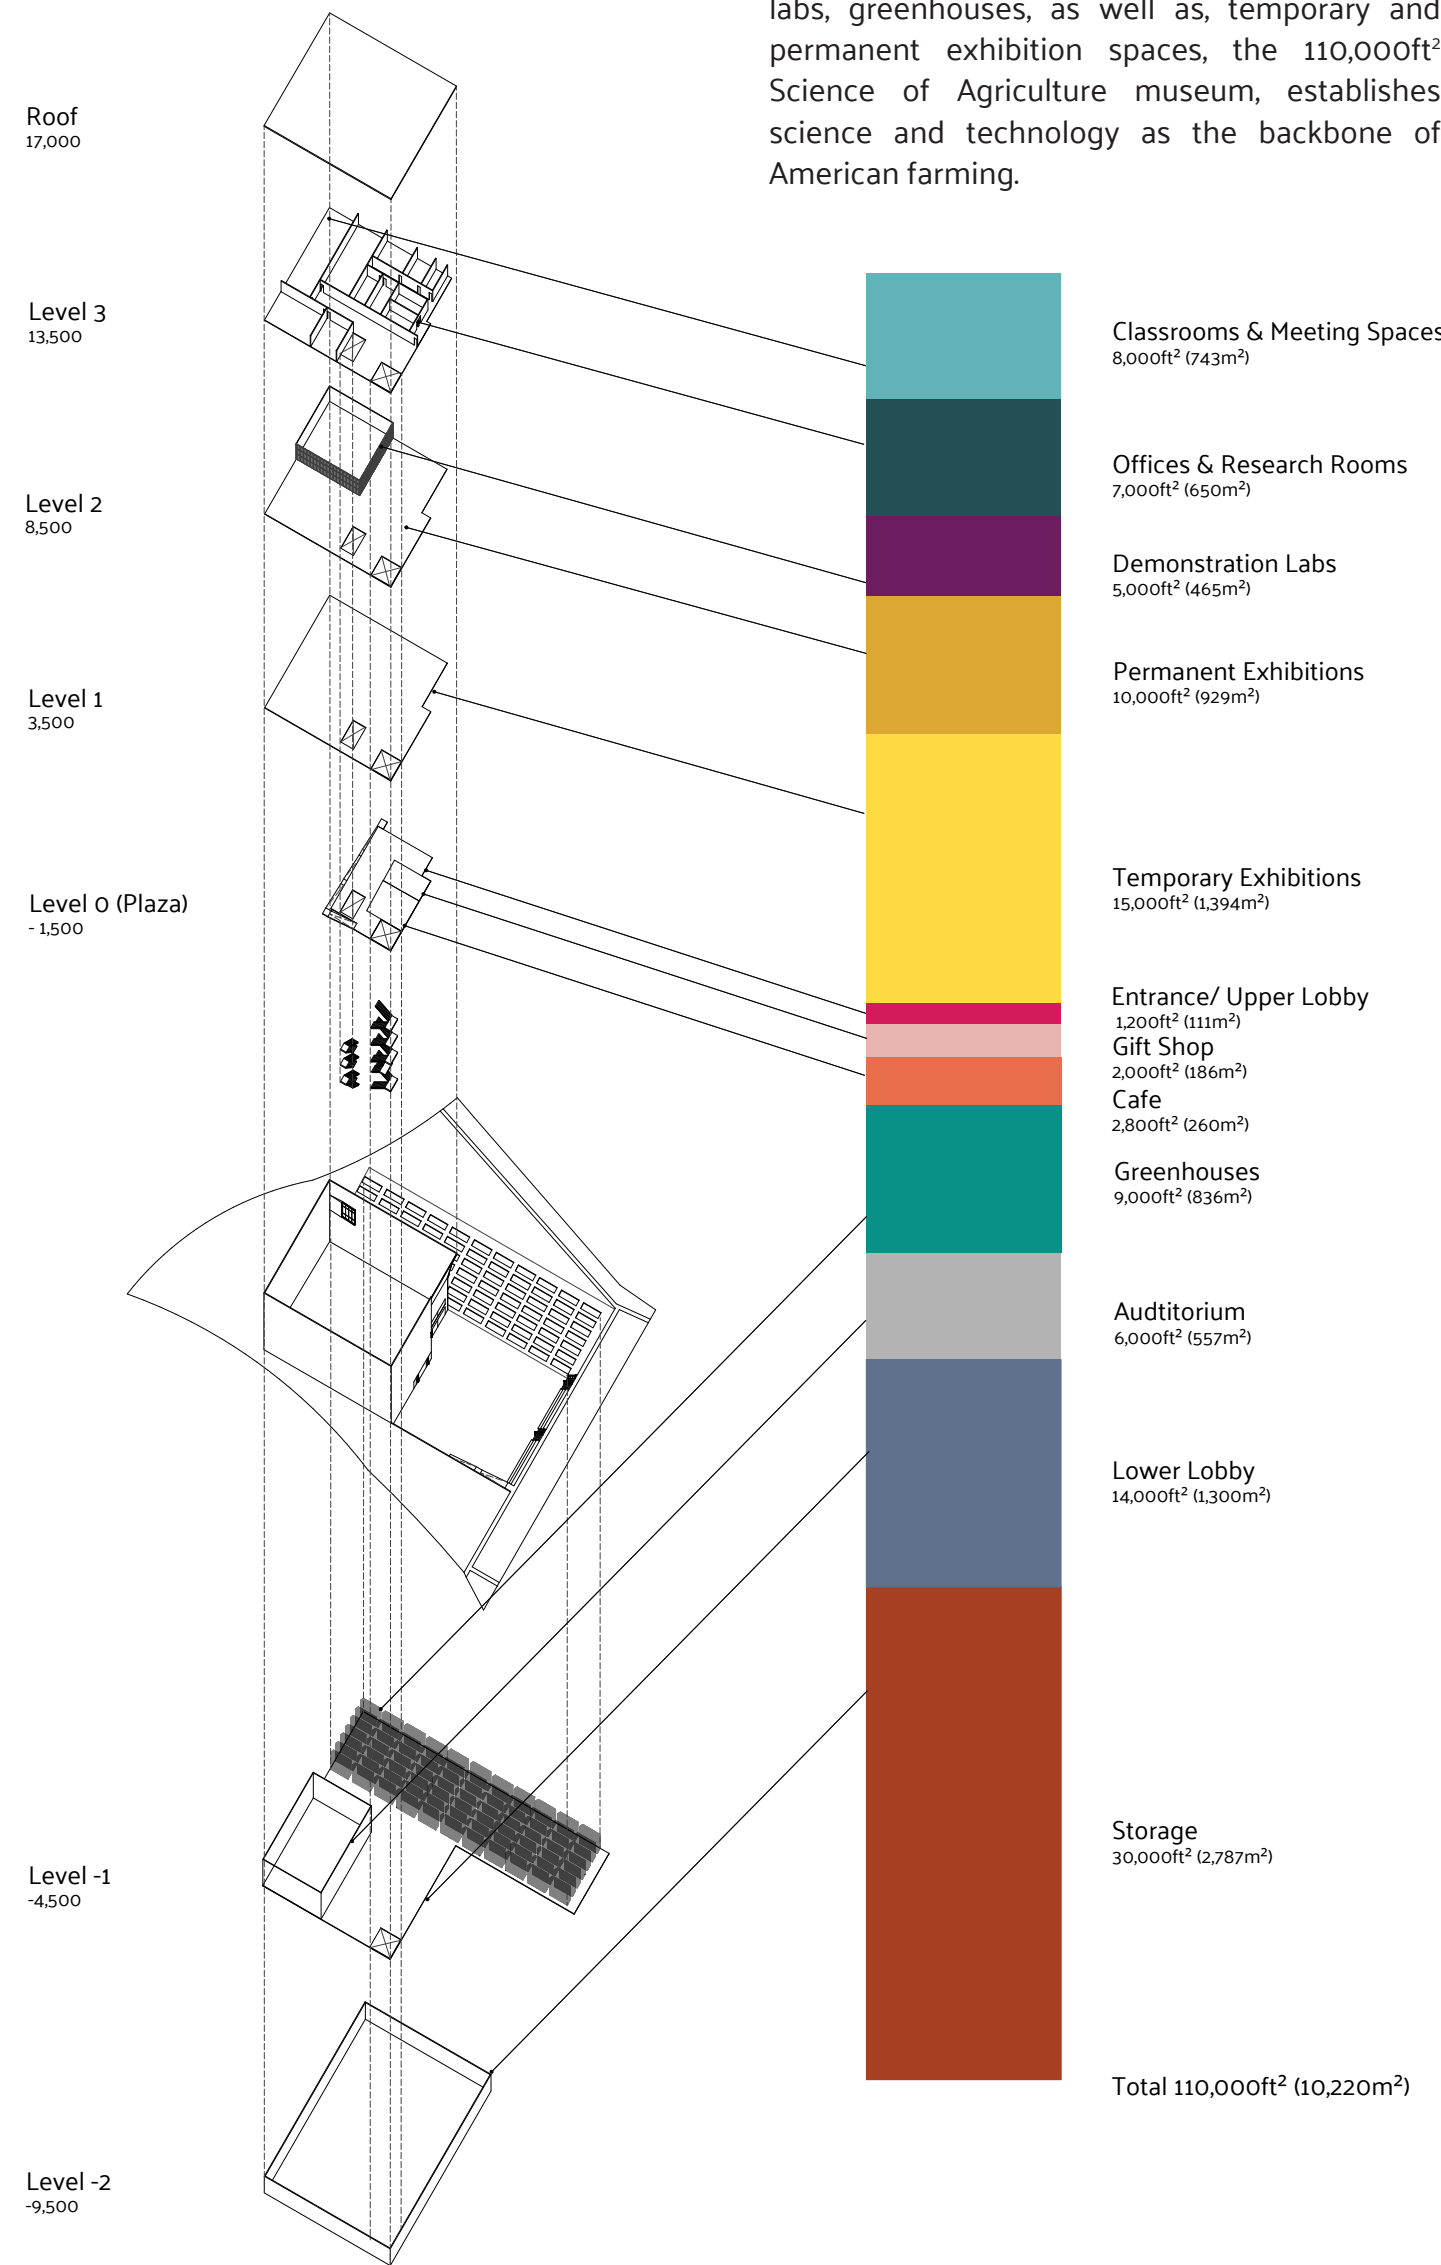 labs, greenhouses, as well as, temporary and
permanent exhibition spaces, the 110,000ft²
Science of Agriculture museum, establishes
science and technology as the backbone of
American farming.
Roof
17,000
Level 3
13,500
Level 2
8,500
Level 1
3,500
Level 0 (Plaza)
- 1,500
Level -1
-4,500
Level -2
-9,500
Classrooms & Meeting Spaces
8,000ft² (743m²)
Offices & Research Rooms
7,000ft² (650m²)
Demonstration Labs
5,000ft² (465m²)
Permanent Exhibitions
10,000ft² (929m²)
Temporary Exhibitions
15,000ft² (1,394m²)
Entrance/ Upper Lobby
1,200ft² (111m²)
Gift Shop
2,000ft² (186m²)
Cafe
2,800ft² (260m²)
Greenhouses
9,000ft² (836m²)
Audtitorium
6,000ft² (557m²)
Lower Lobby
14,000ft² (1,300m²)
Storage
30,000ft² (2,787m²)
Total 110,000ft² (10,220m²)